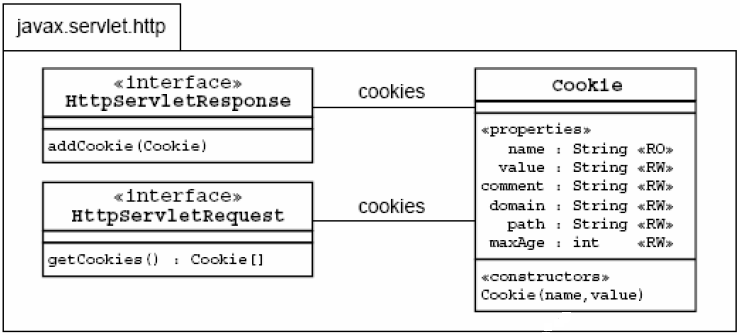 javax.servlet.http
«interface»
HttpServletResponse
addCookie(Cookie)
cookies
«interface»
HttpServletRequest
getCookies() : Cookie[]
cookies
Cookie
«properties»
name : String «RO»
value : String «RW»
comment : String «RW»
domain : String «RW»
path : String «RW»
maxAge : int «RW»
«constructors»
Cookie(name,value)